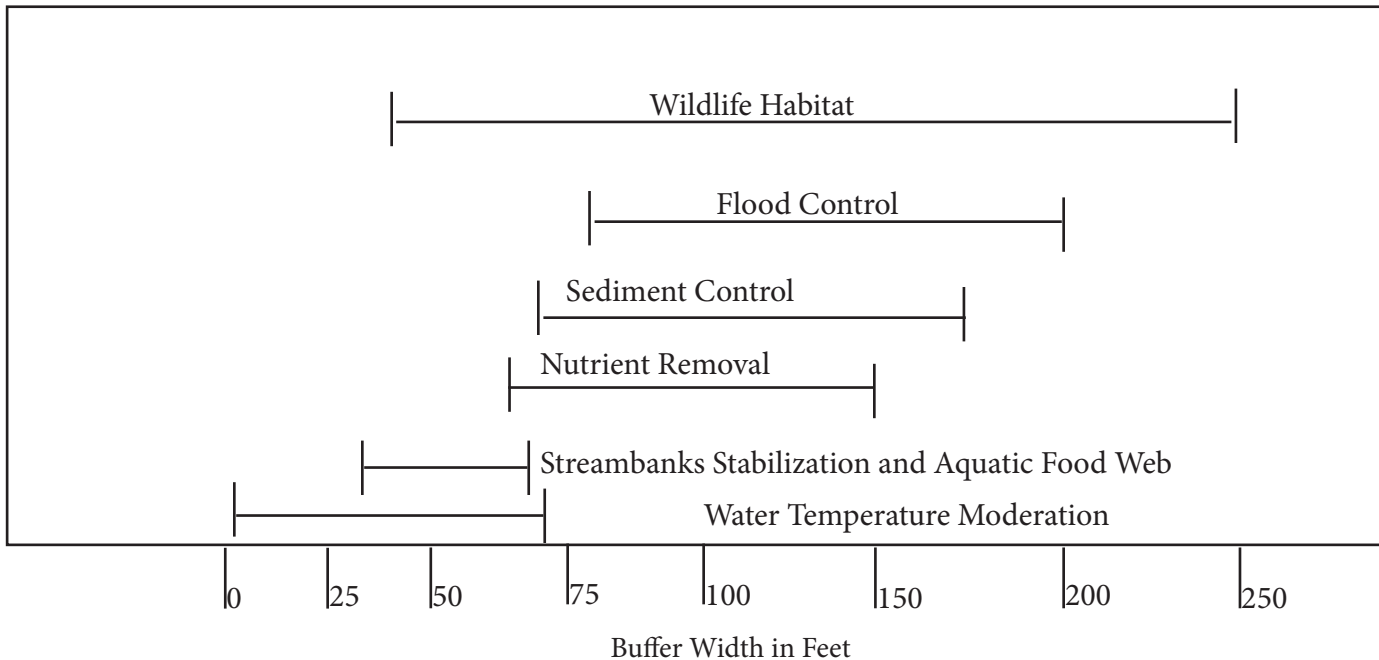 Wildlife Habitat
Flood Control
Sediment Control
Nutrient Removal
Streambanks Stabilization and Aquatic Food Web
Water Temperature Moderation
0 25 50 75 100 150 200 250
Buffer Width in Feet